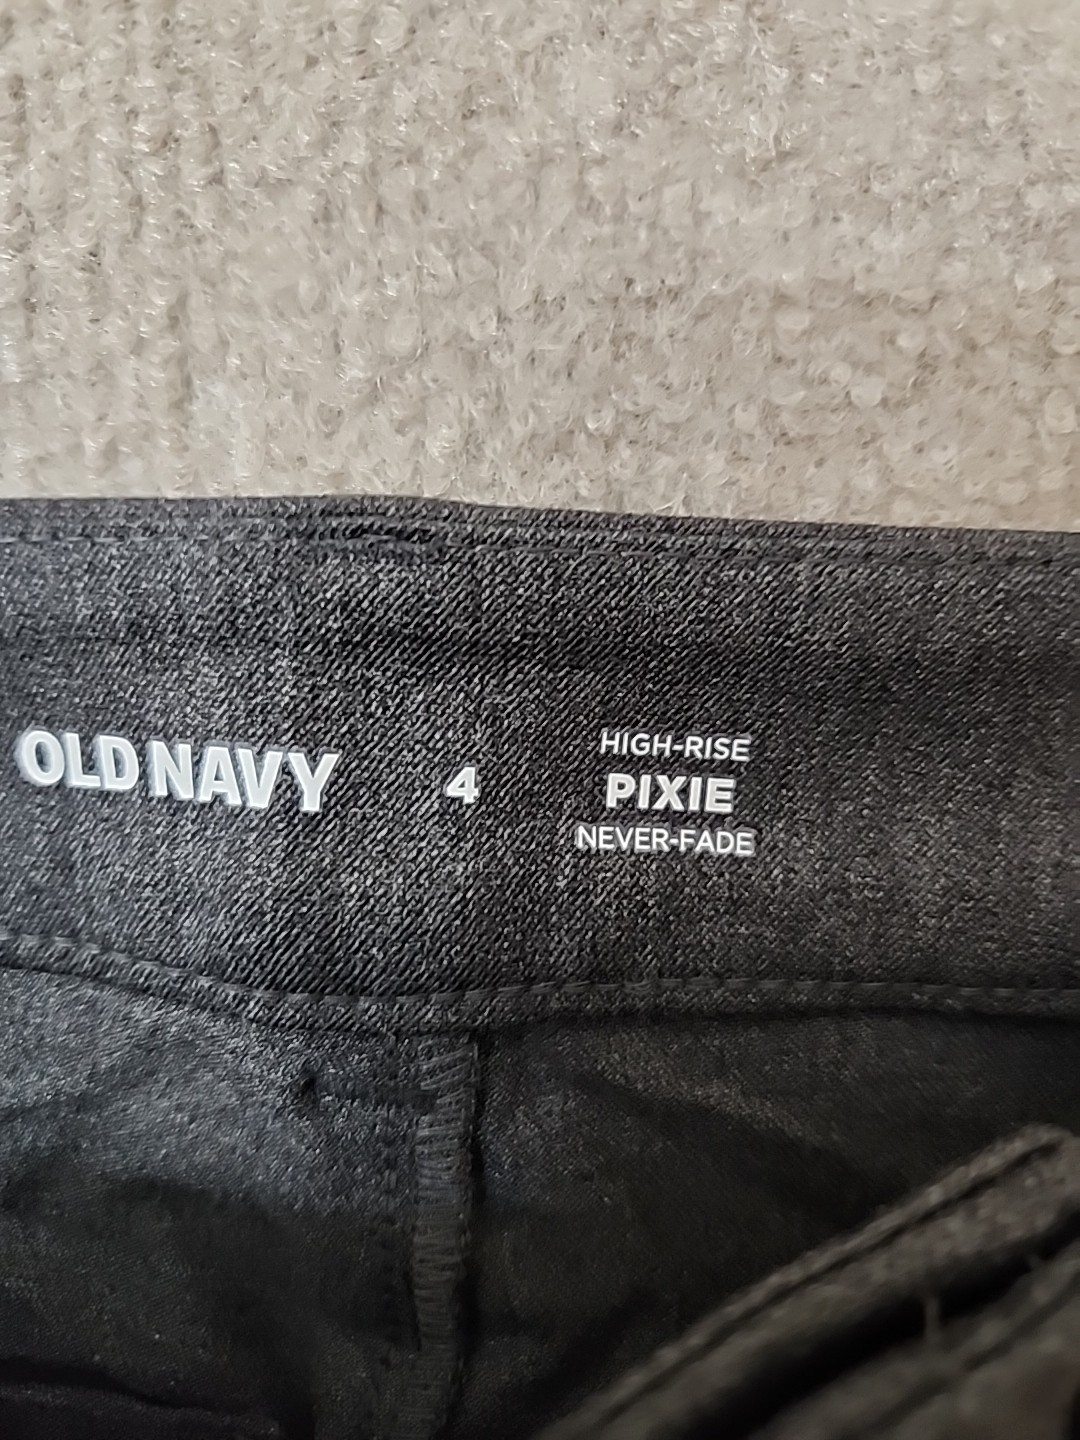 OLD NAVY
4
HIGH-RISE
PIXIE
NEVER-FADE